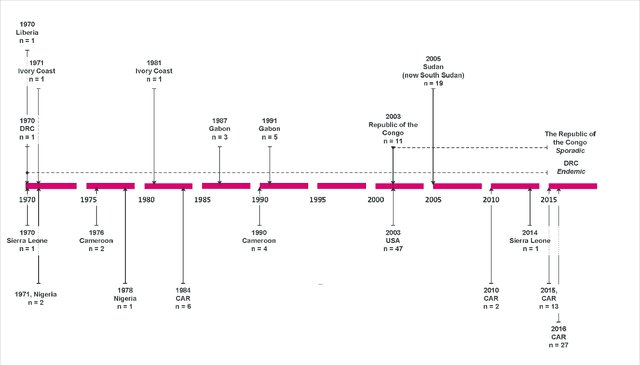 1970
Liberia
n = 1
1971
Ivory Coast
n = 1
1981
Ivory Coast
n = 1
2005
Sudan
(now South Sudan)
n = 19
1970
DRC
n = 1
1987
Gabon
n = 3
1991
Gabon
n = 5
2003
Republic of the
Congo
n = 11
The Republic of
the Congo
Sporadic
DRC
Endemic
1970
1975
1980
1985
1990
1995
2000
2005
2010
2015
1970
Sierra Leone
n = 1
1976
Cameroon
n = 2
1990
Cameroon
n = 4
2003
USA
n = 47
2014
Sierra Leone
n = 1
1971, Nigeria
n = 2
1978
Nigeria
n = 1
1984
CAR
n = 6
2010
CAR
n = 2
2015,
CAR
n = 13
2016
CAR
n = 27